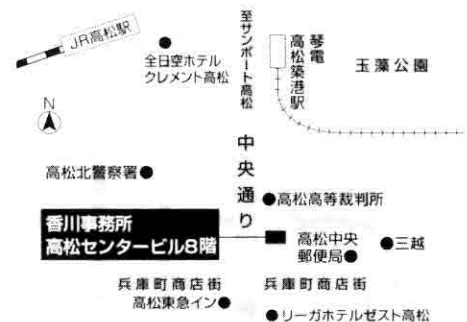 JR高松駅
全日空ホテル
クレメント高松
至サンポート高松
琴電
高松築港駅
玉藻公園
N
中央通り
高松北警察署
高松高等裁判所
香川事務所
高松センタービル8階
高松中央
郵便局
三越
兵庫町商店街
兵庫町商店街
高松東急イン
リーガホテルゼスト高松